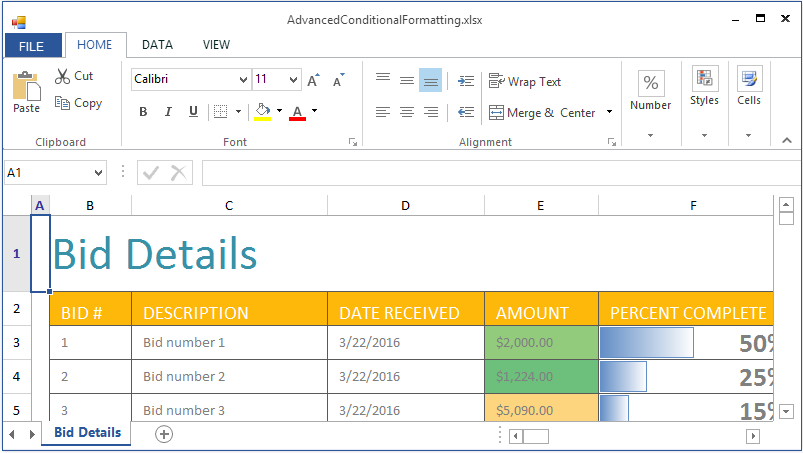 AdvancedConditionalFormatting.xlsx
FILE HOME DATA VIEW
Paste Cut Copy
Calibri 11
B I U A
Wrap Text
Merge & Center
% Number Styles Cells
Clipboard Font Alignment
A1
A B C D E F
1 Bid Details
2 BID # DESCRIPTION DATE RECEIVED AMOUNT PERCENT COMPLETE
3 1 Bid number 1 3/22/2016 $2,000.00 50%
4 2 Bid number 2 3/22/2016 $1,224.00 25%
5 3 Bid number 3 3/22/2016 $5,090.00 15%
Bid Details